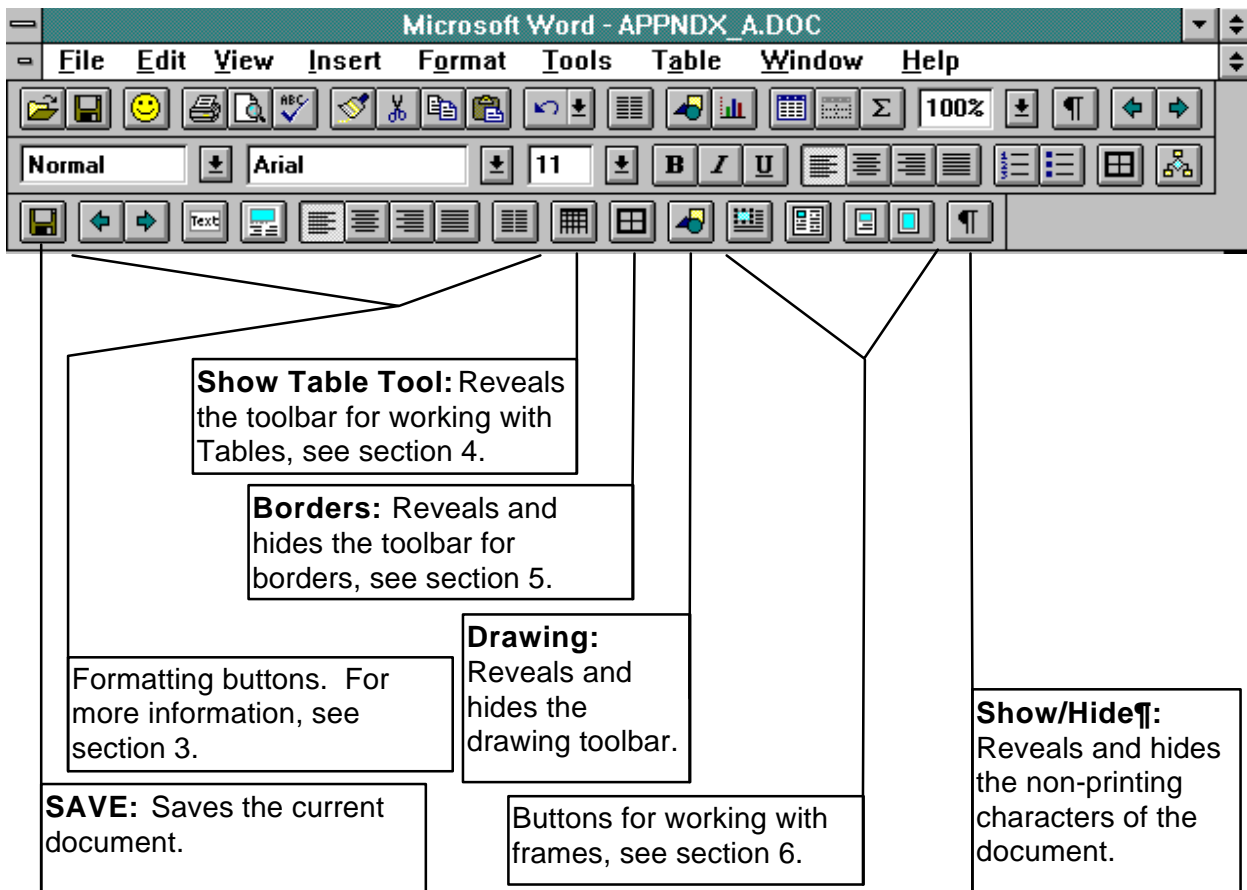 Microsoft Word - APPNDX_A.DOC
File Edit View Insert Format Tools Table Window Help
ABC Σ 100% ¶
Normal Arial 11 B I U
Text ¶
Show Table Tool: Reveals
the toolbar for working with
Tables, see section 4.
Borders: Reveals and
hides the toolbar for
borders, see section 5.
Drawing:
Reveals and
hides the
drawing toolbar.
Formatting buttons. For
more information, see
section 3.
Show/Hide¶:
Reveals and hides
the non-printing
characters of the
document.
SAVE: Saves the current
document.
Buttons for working with
frames, see section 6.